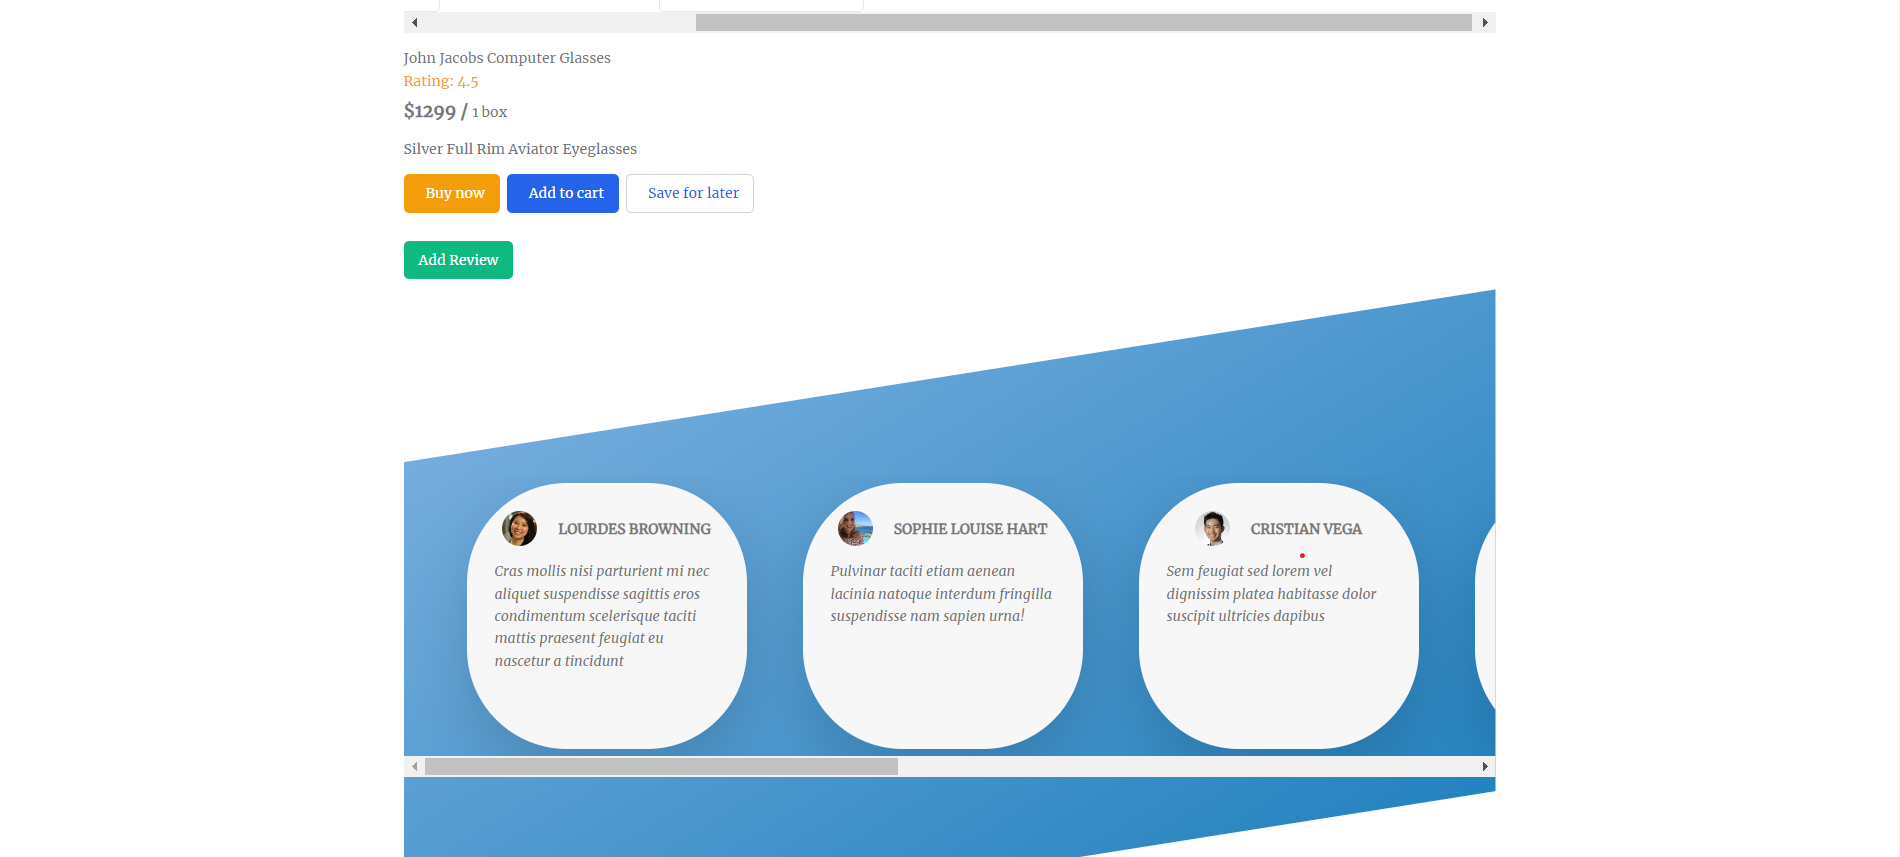 John Jacobs Computer Glasses
Rating: 4.5
$1299 / 1 box
Silver Full Rim Aviator Eyeglasses
Buy now
Add to cart
Save for later
Add Review
LOURDES BROWNING
Cras mollis nisi parturient mi nec
aliquet suspendisse sagittis eros
condimentum scelerisque taciti
mattis praesent feugiat eu
nascetur a tincidunt
SOPHIE LOUISE HART
Pulvinar taciti etiam aenean
lacinia natoque interdum fringilla
suspendisse nam sapien urna!
CRISTIAN VEGA
Sem feugiat sed lorem vel
dignissim platea habitasse dolor
suscipit ultricies dapibus